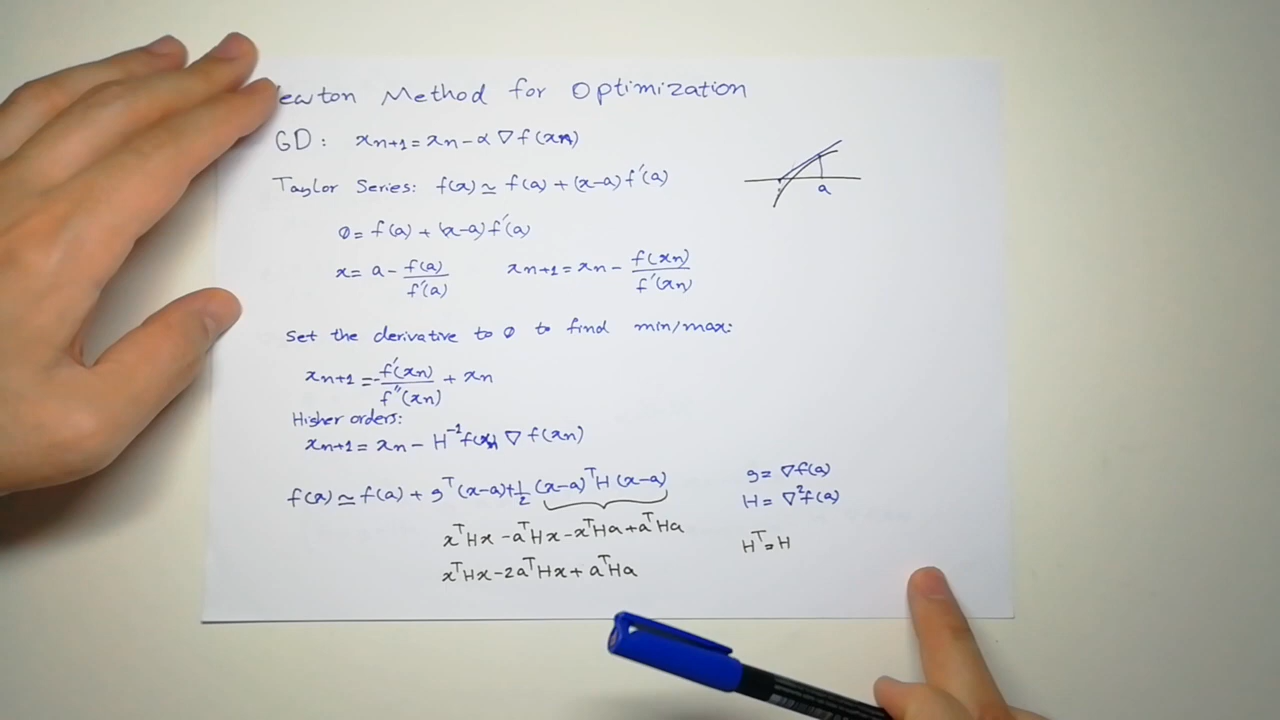 ewton Method for Optimization
GD: xₙ₊₁ = xₙ - α ∇f(xₙ)
Taylor Series: f(x) ≃ f(a) + (x-a) f'(a)
a
0 = f(a) + (x-a) f'(a)
x = a - f(a)/f'(a)    xₙ₊₁ = xₙ - f(xₙ)/f'(xₙ)
Set the derivative to 0 to find min/max:
xₙ₊₁ = - f'(xₙ)/f''(xₙ) + xₙ
Higher orders:
xₙ₊₁ = xₙ - H⁻¹f(xₙ) ∇f(xₙ)
f(x) ≃ f(a) + gᵀ(x-a) + 1/2 (x-a)ᵀH(x-a)
g = ∇f(a)
H = ∇²f(a)
xᵀHx - aᵀHx - xᵀHa + aᵀHa
Hᵀ = H
xᵀHx - 2aᵀHx + aᵀHa